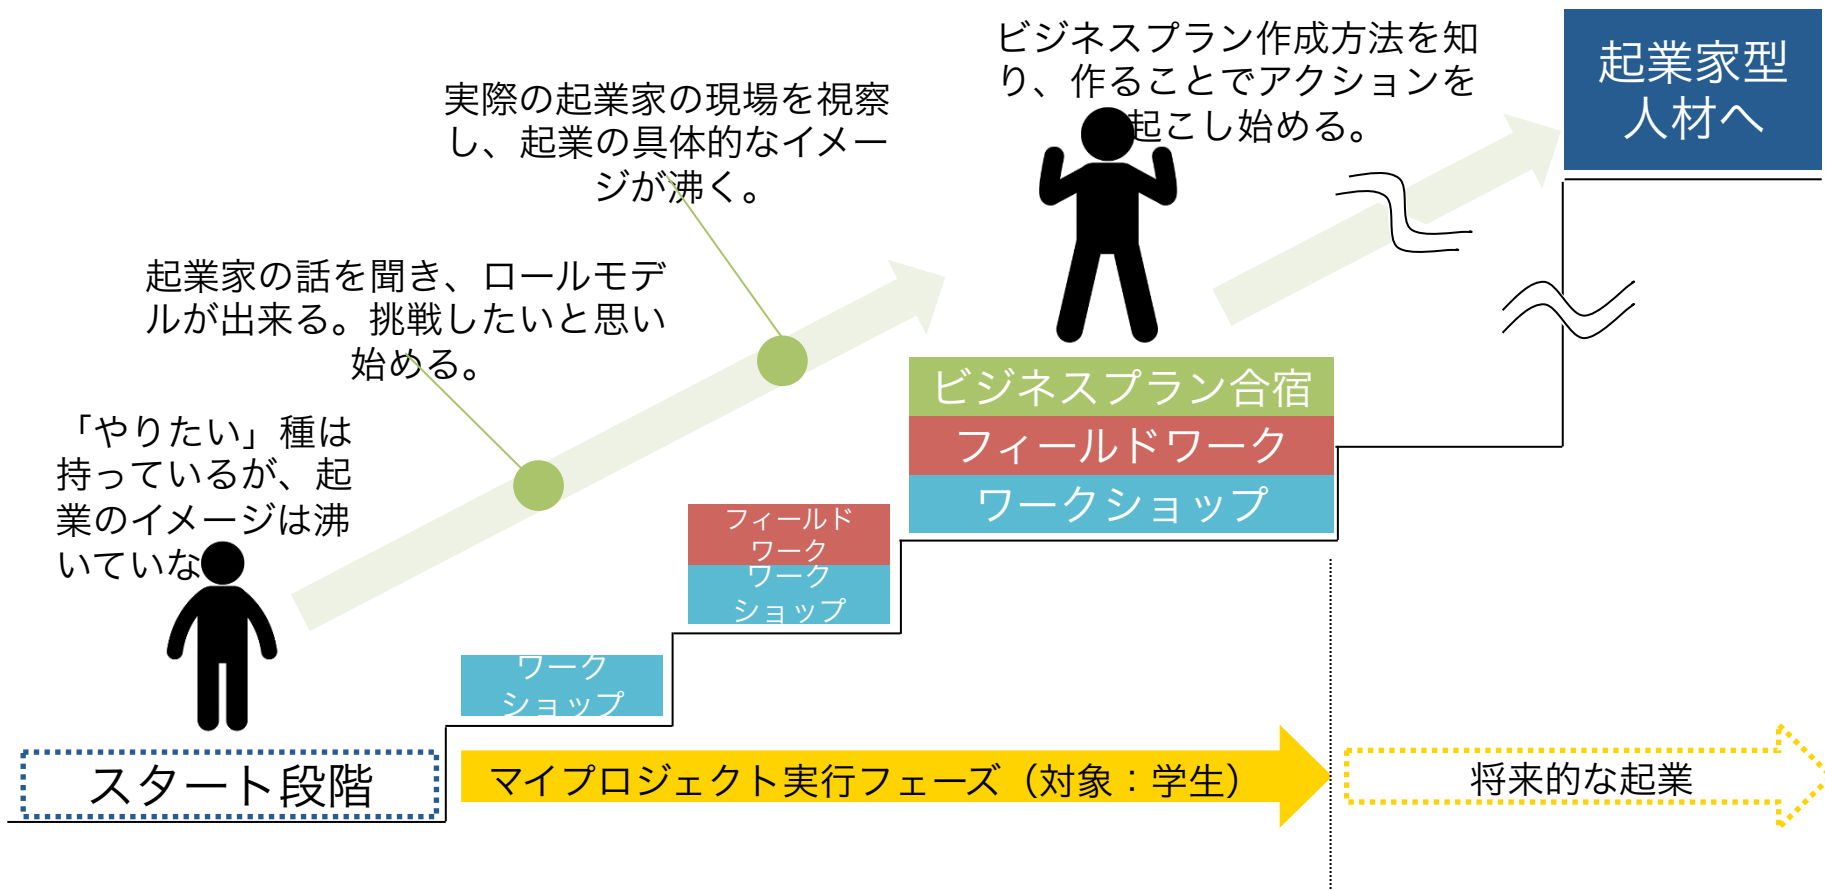 ビジネスプラン作成方法を知
り、作ることでアクションを
起こし始める。
起業家型
人材へ
実際の起業家の現場を視察
し、起業の具体的なイメー
ジが沸く。
起業家の話を聞き、ロールモデ
ルが出来る。挑戦したいと思い
始める。
「やりたい」種は
持っているが、起
業のイメージは沸
いていな
ビジネスプラン合宿
フィールドワーク
ワークショップ
フィールド
ワーク
ワーク
ショップ
ワーク
ショップ
スタート段階
マイプロジェクト実行フェーズ（対象：学生）
将来的な起業